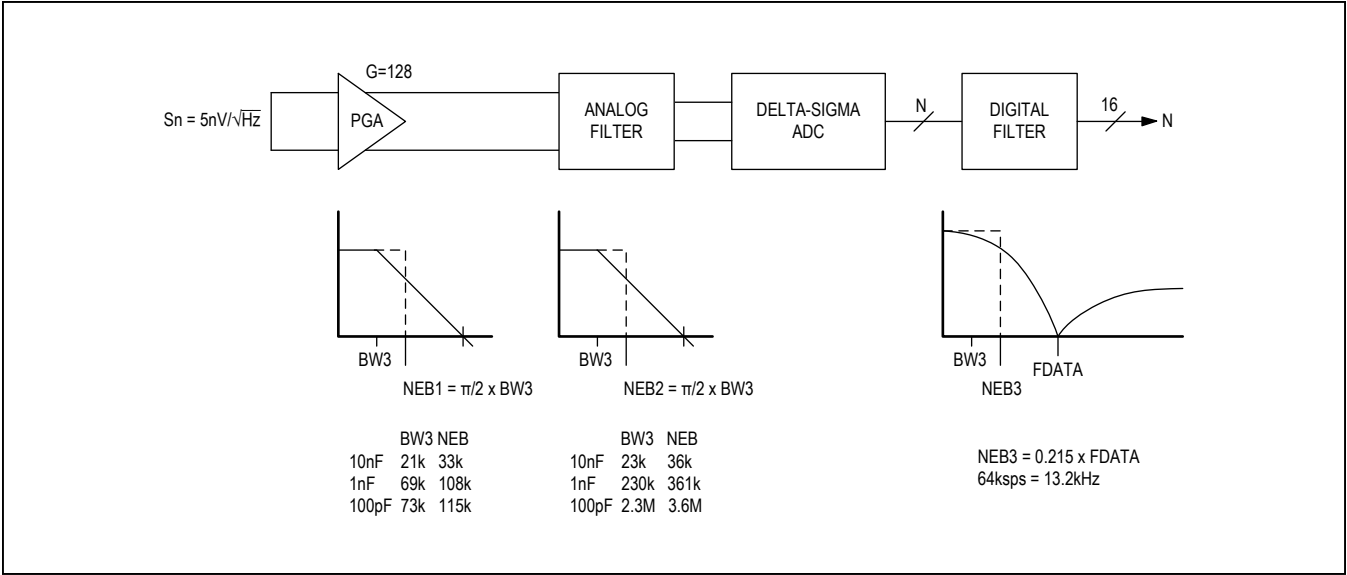 G=128
Sn = 5nV/√Hz
PGA
ANALOG
FILTER
DELTA-SIGMA
ADC
N
DIGITAL
FILTER
16
N
BW3
NEB1 = π/2 x BW3
BW3 NEB
10nF 21k 33k
1nF 69k 108k
100pF 73k 115k
BW3
NEB2 = π/2 x BW3
BW3 NEB
10nF 23k 36k
1nF 230k 361k
100pF 2.3M 3.6M
BW3
NEB3
FDATA
NEB3 = 0.215 x FDATA
64ksps = 13.2kHz